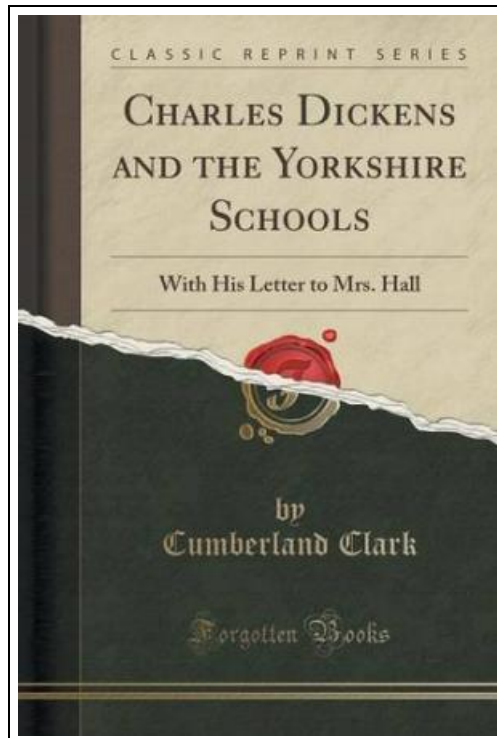 CLASSIC REPRINT SERIES
CHARLES DICKENS
AND THE YORKSHIRE
SCHOOLS
With His Letter to Mrs. Hall
F
by
Cumberland Clark
Forgotten Books